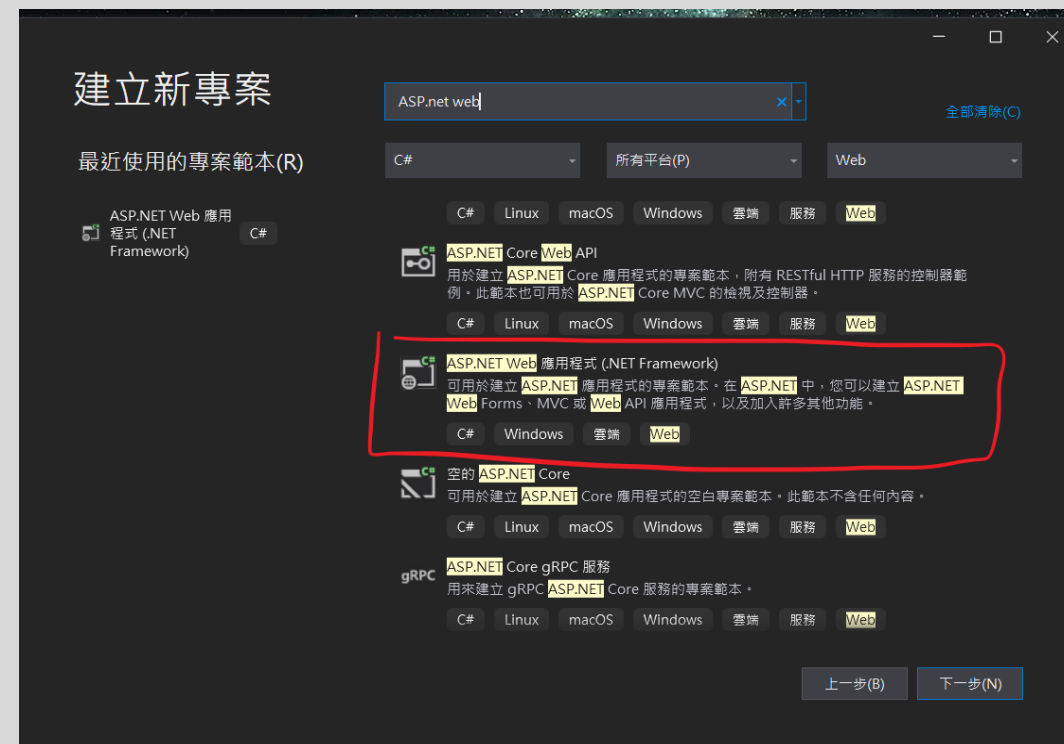 建立新專案
ASP.net web
全部清除(C)
最近使用的專案範本(R)
C#
所有平台(P)
Web
ASP.NET Web 應用
程式 (.NET
Framework)
C#
C# Linux macOS Windows 雲端 服務 Web
ASP.NET Core Web API
用於建立 ASP.NET Core 應用程式的專案範本，附有 RESTful HTTP 服務的控制器範
例。此範本也可用於 ASP.NET Core MVC 的檢視及控制器。
C# Linux macOS Windows 雲端 服務 Web
ASP.NET Web 應用程式 (.NET Framework)
可用於建立 ASP.NET 應用程式的專案範本。在 ASP.NET 中，您可以建立 ASP.NET
Web Forms、MVC 或 Web API 應用程式，以及加入許多其他功能。
C# Windows 雲端 Web
空的 ASP.NET Core
可用於建立 ASP.NET Core 應用程式的空白專案範本。此範本不含任何內容。
C# Linux macOS Windows 雲端 服務 Web
gRPC
ASP.NET Core gRPC 服務
用來建立 gRPC ASP.NET Core 服務的專案範本。
C# Linux macOS Windows 雲端 服務 Web
上一步(B)
下一步(N)